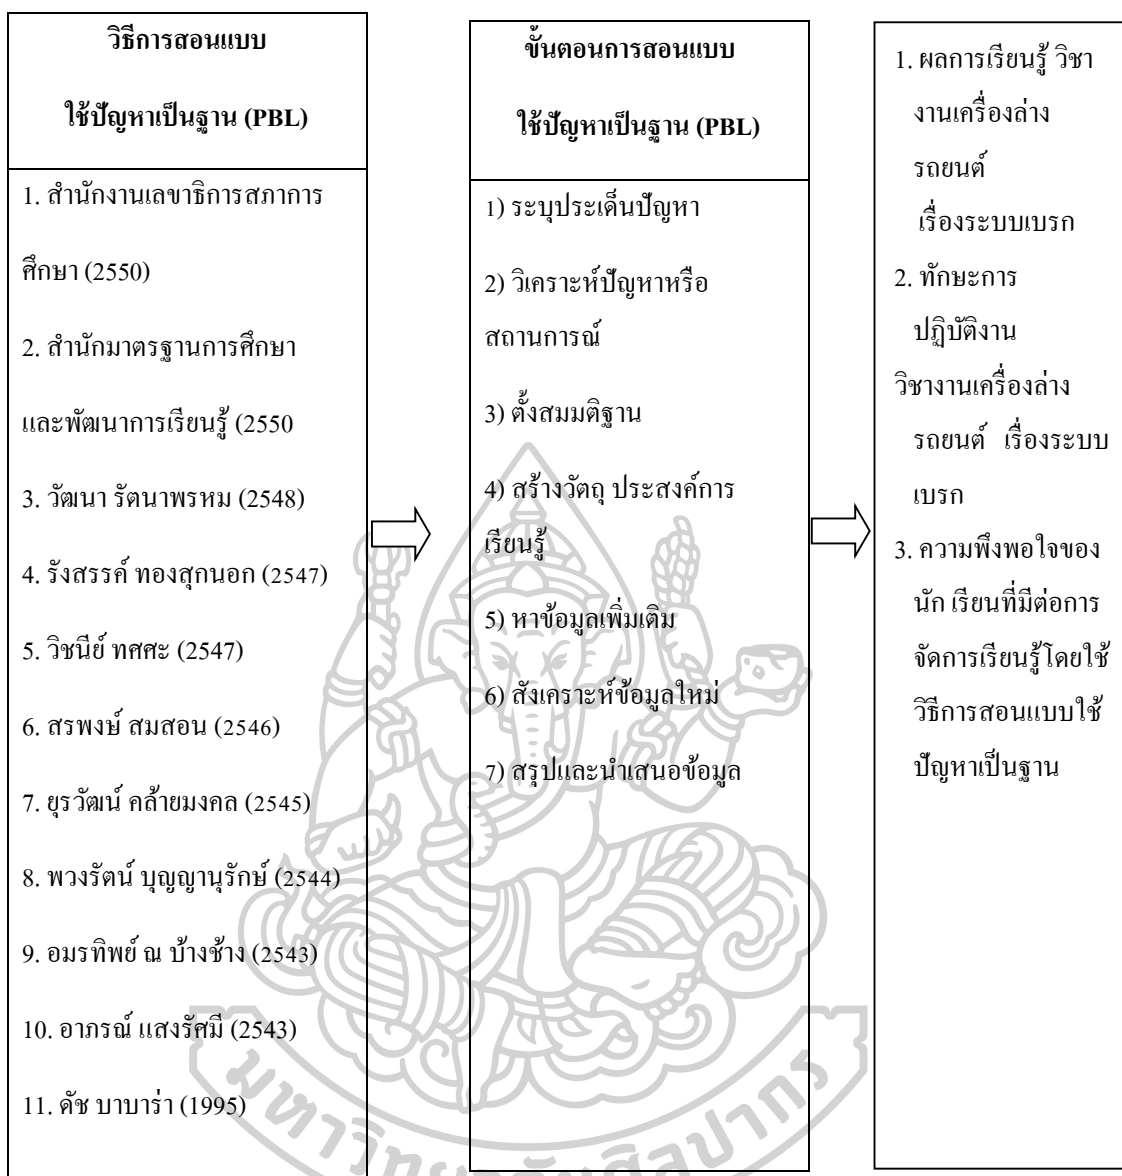 วิธีการสอนแบบ
ใช้ปัญหาเป็นฐาน (PBL)
1. สำนักงานเลขาธิการสภาการ
ศึกษา (2550)
2. สำนักมาตรฐานการศึกษา
และพัฒนาการเรียนรู้ (2550
3. วัฒนา รัตนาพรหม (2548)
4. รังสรรค์ ทองสุกนอก (2547)
5. วิชนีย์ ทศศะ (2547)
6. สรพงษ์ สมสอน (2546)
7. ยุรวัฒน์ คล้ายมงคล (2545)
8. พวงรัตน์ บุญญานุรักษ์ (2544)
9. อมรทิพย์ ณ บ้างช้าง (2543)
10. อาภรณ์ แสงรัศมี (2543)
11. ดัช บาบาร่า (1995)
ขั้นตอนการสอนแบบ
ใช้ปัญหาเป็นฐาน (PBL)
1) ระบุประเด็นปัญหา
2) วิเคราะห์ปัญหาหรือ
สถานการณ์
3) ตั้งสมมติฐาน
4) สร้างวัตถุ ประสงค์การ
เรียนรู้
5) หาข้อมูลเพิ่มเติม
6) สังเคราะห์ข้อมูลใหม่
7) สรุปและนำเสนอข้อมูล
1. ผลการเรียนรู้ วิชา
งานเครื่องล่าง
รถยนต์
เรื่องระบบเบรก
2. ทักษะการ
ปฏิบัติงาน
วิชางานเครื่องล่าง
รถยนต์ เรื่องระบบ
เบรก
3. ความพึงพอใจของ
นัก เรียนที่มีต่อการ
จัดการเรียนรู้โดยใช้
วิธีการสอนแบบใช้
ปัญหาเป็นฐาน
มหาวิทยาลัยศิลปากร